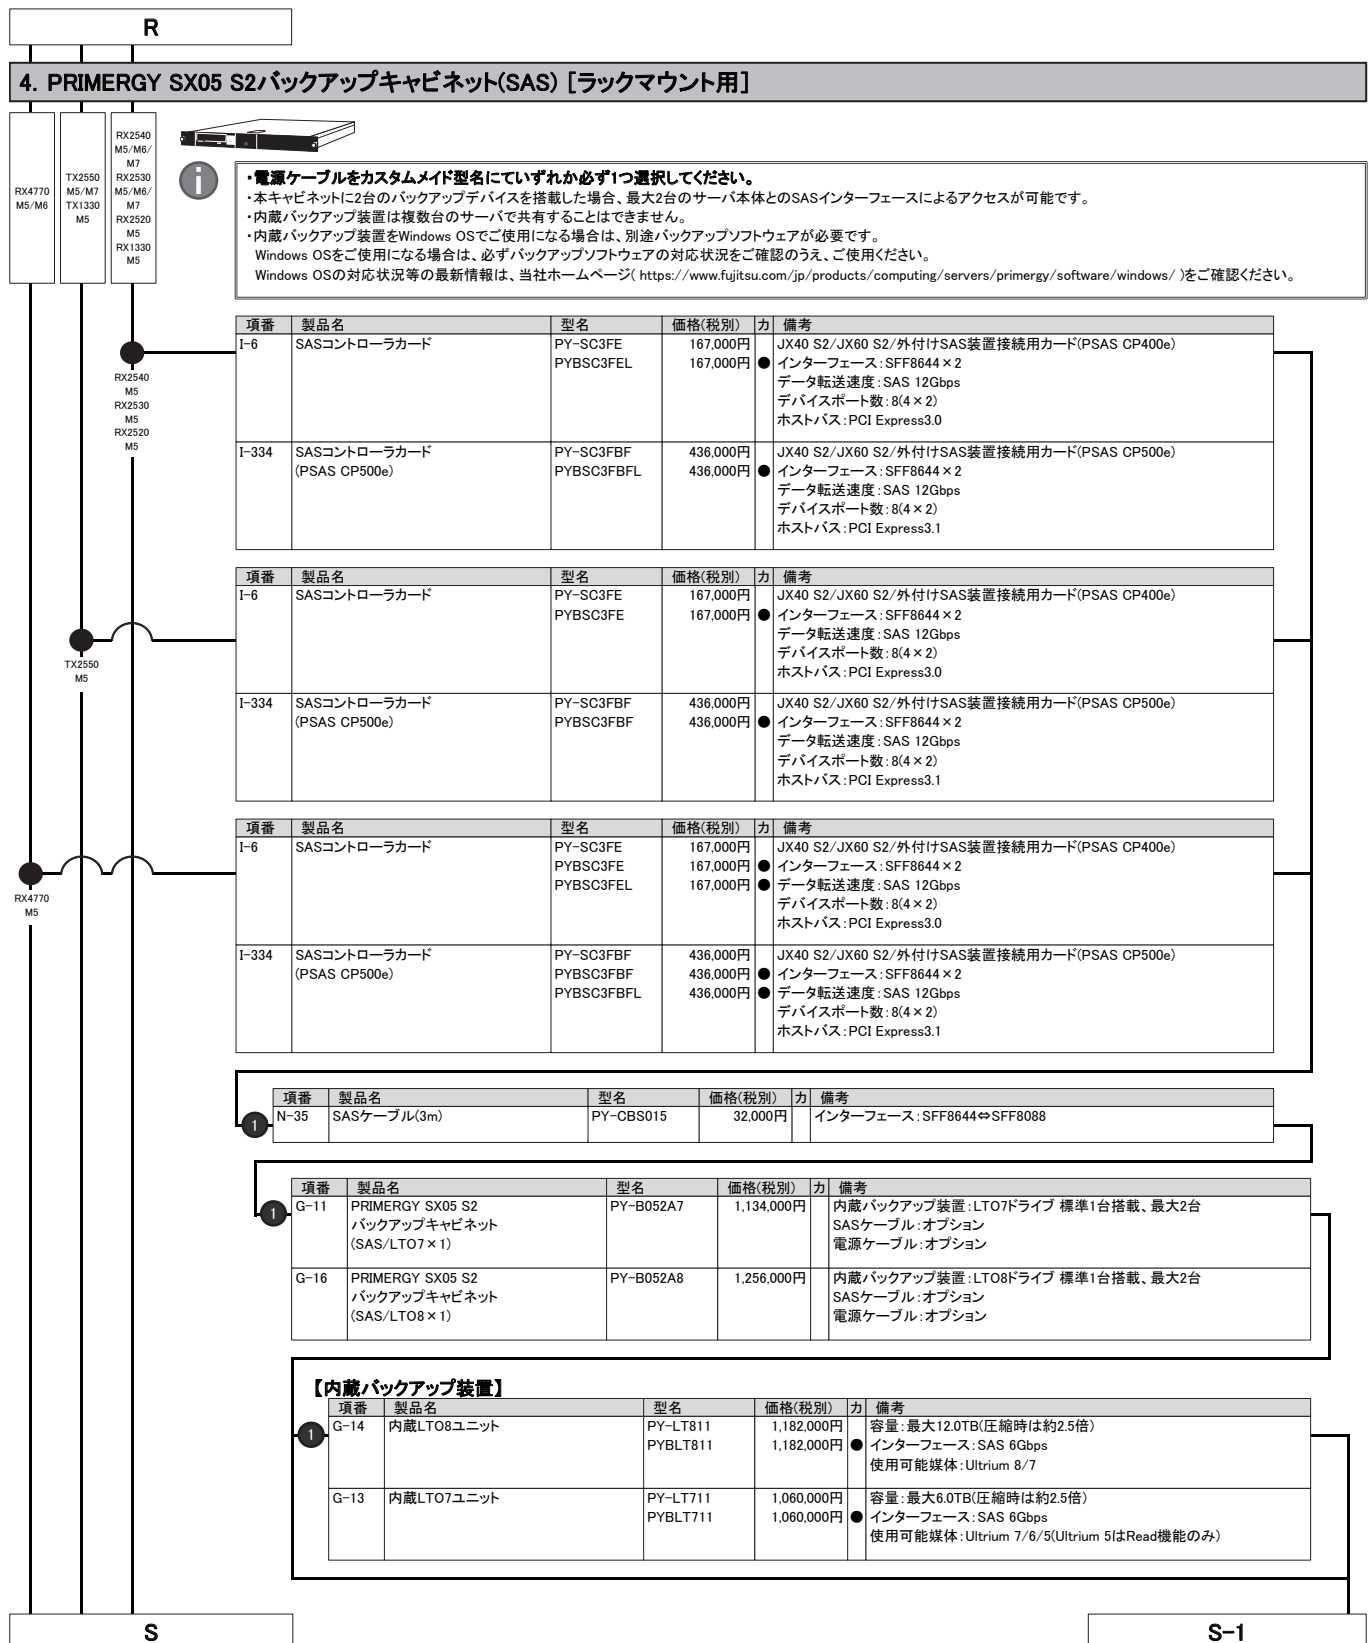 R
4. PRIMERGY SX05 S2バックアップキャビネット(SAS) [ラックマウント用]
RX4770
M5/M6
TX2550
M5/M7
TX1330
M5
RX2540
M5/M6/
M7
RX2530
M5/M6/
M7
RX2520
M5
RX1330
M5
i
・電源ケーブルをカスタムメイド型名にていずれか必ず1つ選択してください。
・本キャビネットに2台のバックアップデバイスを搭載した場合、最大2台のサーバ本体とのSASインターフェースによるアクセスが可能です。
・内蔵バックアップ装置は複数台のサーバで共有することはできません。
・内蔵バックアップ装置をWindows OSでご使用になる場合は、別途バックアップソフトウェアが必要です。
Windows OSをご使用になる場合は、必ずバックアップソフトウェアの対応状況をご確認のうえ、ご使用ください。
Windows OSの対応状況等の最新情報は、当社ホームページ( https://www.fujitsu.com/jp/products/computing/servers/primergy/software/windows/ )をご確認ください。
RX2540
M5
RX2530
M5
RX2520
M5
項番 製品名 型名 価格(税別) カ 備考
I-6 SASコントローラカード PY-SC3FE 167,000円 JX40 S2/JX60 S2/外付けSAS装置接続用カード(PSAS CP400e)
PYBSC3FEL 167,000円 ● インターフェース:SFF8644×2
データ転送速度:SAS 12Gbps
デバイスポート数:8(4×2)
ホストバス:PCI Express3.0
I-334 SASコントローラカード PY-SC3FBF 436,000円 JX40 S2/JX60 S2/外付けSAS装置接続用カード(PSAS CP500e)
(PSAS CP500e) PYBSC3FBFL 436,000円 ● インターフェース:SFF8644×2
データ転送速度:SAS 12Gbps
デバイスポート数:8(4×2)
ホストバス:PCI Express3.1
TX2550
M5
項番 製品名 型名 価格(税別) カ 備考
I-6 SASコントローラカード PY-SC3FE 167,000円 JX40 S2/JX60 S2/外付けSAS装置接続用カード(PSAS CP400e)
PYBSC3FE 167,000円 ● インターフェース:SFF8644×2
データ転送速度:SAS 12Gbps
デバイスポート数:8(4×2)
ホストバス:PCI Express3.0
I-334 SASコントローラカード PY-SC3FBF 436,000円 JX40 S2/JX60 S2/外付けSAS装置接続用カード(PSAS CP500e)
(PSAS CP500e) PYBSC3FBF 436,000円 ● インターフェース:SFF8644×2
データ転送速度:SAS 12Gbps
デバイスポート数:8(4×2)
ホストバス:PCI Express3.1
RX4770
M5
項番 製品名 型名 価格(税別) カ 備考
I-6 SASコントローラカード PY-SC3FE 167,000円 JX40 S2/JX60 S2/外付けSAS装置接続用カード(PSAS CP400e)
PYBSC3FE 167,000円 ● インターフェース:SFF8644×2
PYBSC3FEL 167,000円 ● データ転送速度:SAS 12Gbps
デバイスポート数:8(4×2)
ホストバス:PCI Express3.0
I-334 SASコントローラカード PY-SC3FBF 436,000円 JX40 S2/JX60 S2/外付けSAS装置接続用カード(PSAS CP500e)
(PSAS CP500e) PYBSC3FBF 436,000円 ● インターフェース:SFF8644×2
PYBSC3FBFL 436,000円 ● データ転送速度:SAS 12Gbps
デバイスポート数:8(4×2)
ホストバス:PCI Express3.1
項番 製品名 型名 価格(税別) カ 備考
1 N-35 SASケーブル(3m) PY-CBS015 32,000円 インターフェース:SFF8644⇔SFF8088
項番 製品名 型名 価格(税別) カ 備考
1 G-11 PRIMERGY SX05 S2 PY-B052A7 1,134,000円 内蔵バックアップ装置:LTO7ドライブ 標準1台搭載、最大2台
バックアップキャビネット SASケーブル:オプション
(SAS/LTO7×1) 電源ケーブル:オプション
G-16 PRIMERGY SX05 S2 PY-B052A8 1,256,000円 内蔵バックアップ装置:LTO8ドライブ 標準1台搭載、最大2台
バックアップキャビネット SASケーブル:オプション
(SAS/LTO8×1) 電源ケーブル:オプション
【内蔵バックアップ装置】
項番 製品名 型名 価格(税別) カ 備考
1 G-14 内蔵LTO8ユニット PY-LT811 1,182,000円 容量:最大12.0TB(圧縮時は約2.5倍)
PYBLT811 1,182,000円 ● インターフェース:SAS 6Gbps
使用可能媒体:Ultrium 8/7
G-13 内蔵LTO7ユニット PY-LT711 1,060,000円 容量:最大6.0TB(圧縮時は約2.5倍)
PYBLT711 1,060,000円 ● インターフェース:SAS 6Gbps
使用可能媒体:Ultrium 7/6/5(Ultrium 5はRead機能のみ)
S
S-1